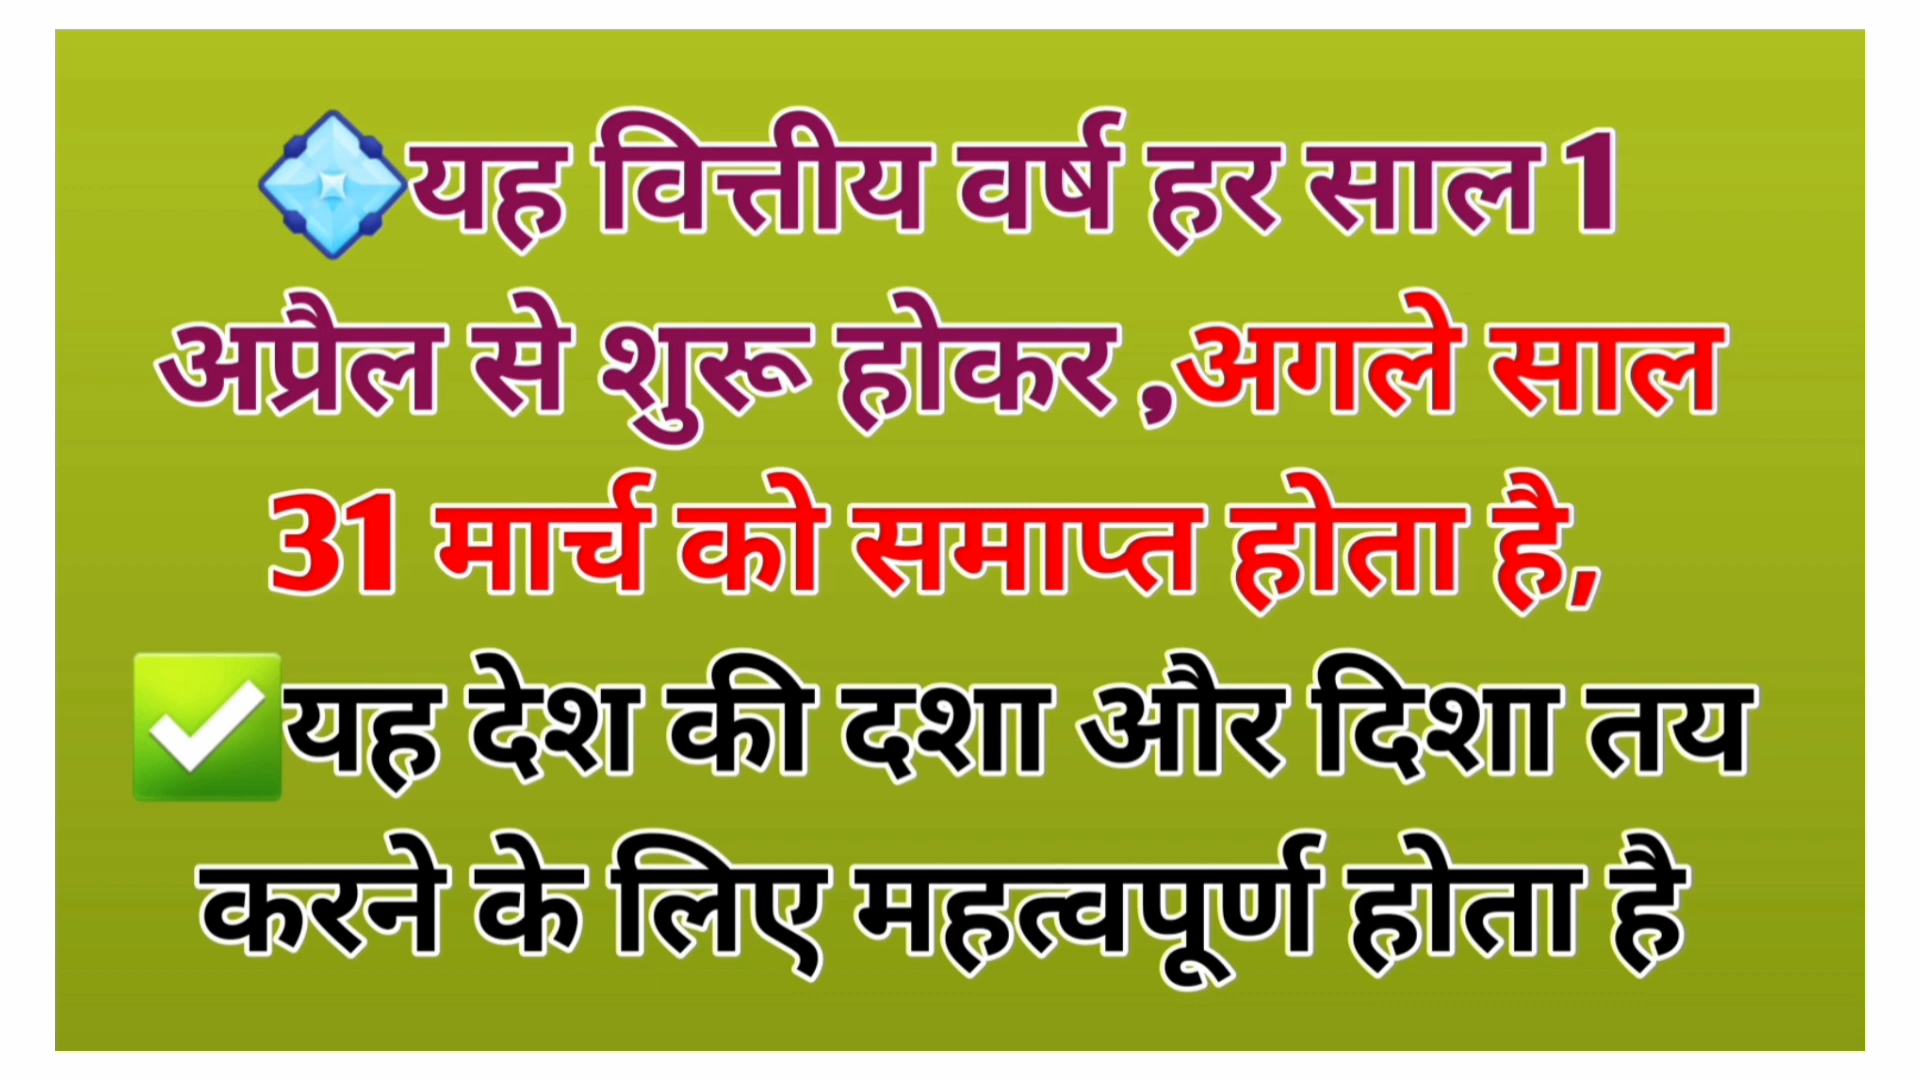 💠यह वित्तीय वर्ष हर साल 1
अप्रैल से शुरू होकर ,अगले साल
31 मार्च को समाप्त होता है,
✅यह देश की दशा और दिशा तय
करने के लिए महत्वपूर्ण होता है